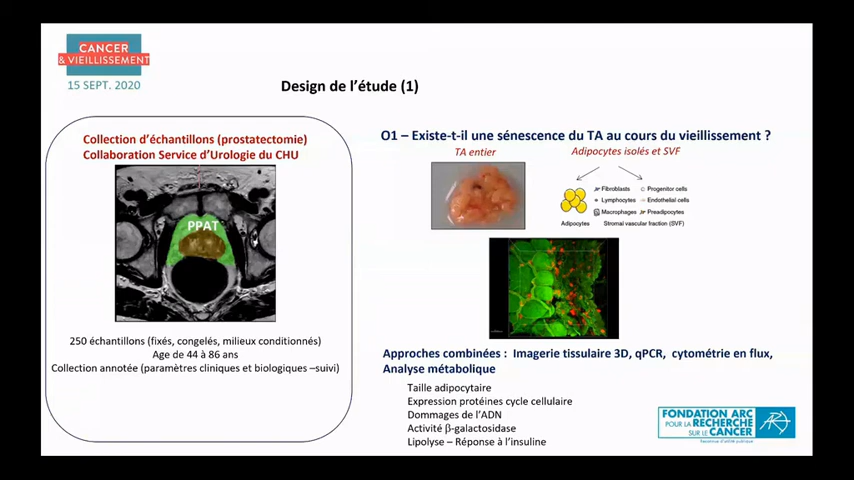 CANCER
& VIEILLISSEMENT
15 SEPT. 2020
Design de l'étude (1)
Collection d'échantillons (prostatectomie)
Collaboration Service d'Urologie du CHU
PPAT
250 échantillons (fixés, congelés, milieux conditionnés)
Age de 44 à 86 ans
Collection annotée (paramètres cliniques et biologiques –suivi)
O1 – Existe-t-il une sénescence du TA au cours du vieillissement ?
TA entier
Adipocytes isolés et SVF
Fibroblasts
Progenitor cells
Lymphocytes
Endothelial cells
Macrophages
Preadipocytes
Adipocytes
Stromal vascular fraction (SVF)
Approches combinées : Imagerie tissulaire 3D, qPCR, cytométrie en flux,
Analyse métabolique
Taille adipocytaire
Expression protéines cycle cellulaire
Dommages de l'ADN
Activité β-galactosidase
Lipolyse – Réponse à l'insuline
FONDATION ARC
POUR LA RECHERCHE
SUR LE CANCER
Reconnue d'utilité publique